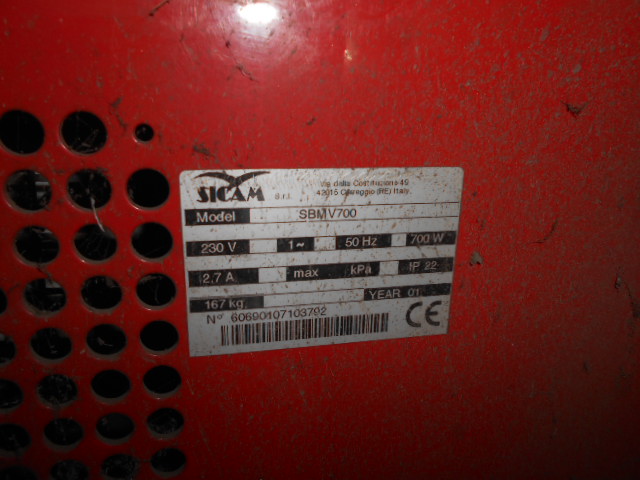 SICAM s.r.l. Via della Costituzione 49
42015 Correggio (RE) Italy
Model SBMV700
230 V 1~ 50 Hz 700 W
2,7 A max kPa IP 22
167 kg YEAR 01
N° 60690107103702 CE